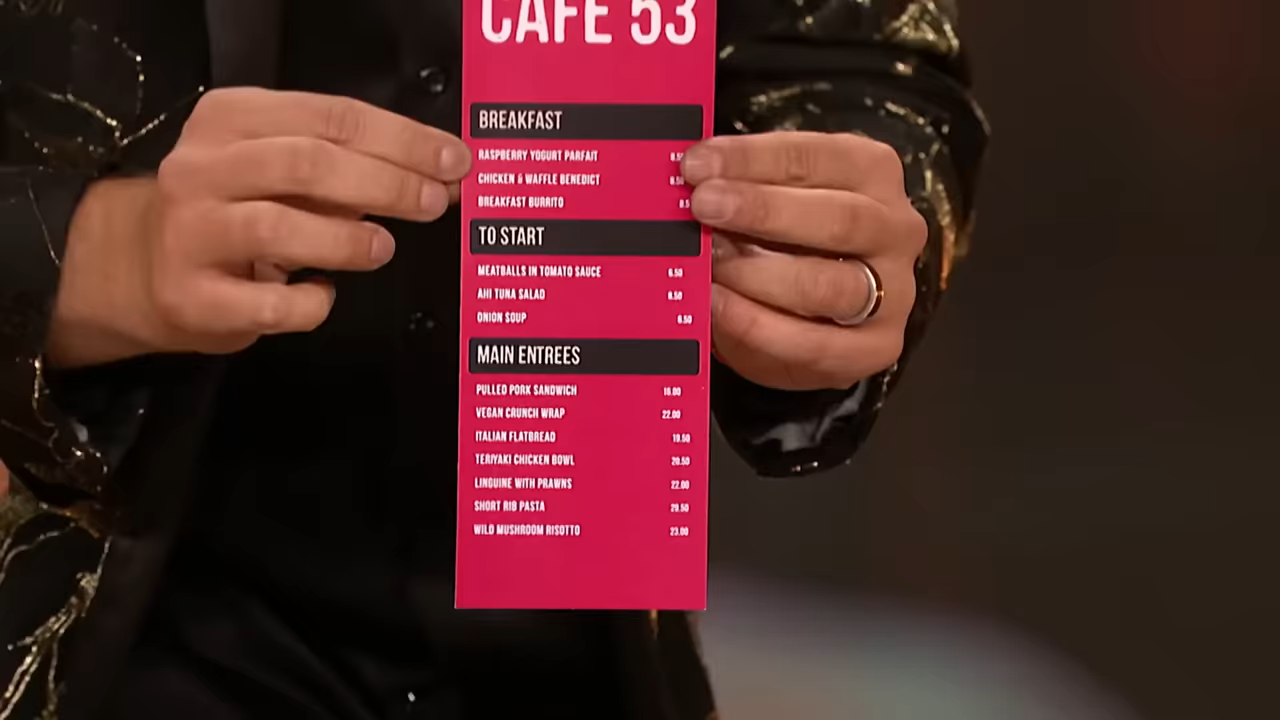 CAFE 53
BREAKFAST
RASPBERRY YOGURT PARFAIT
CHICKEN & WAFFLE BENEDICT
BREAKFAST BURRITO
TO START
MEATBALLS IN TOMATO SAUCE 6.50
AHI TUNA SALAD 8.50
ONION SOUP 6.50
MAIN ENTREES
PULLED PORK SANDWICH 18.00
VEGAN CRUNCH WRAP 22.00
ITALIAN FLATBREAD 19.50
TERIYAKI CHICKEN BOWL 20.50
LINGUINE WITH PRAWNS 22.00
SHORT RIB PASTA 29.50
WILD MUSHROOM RISOTTO 23.00